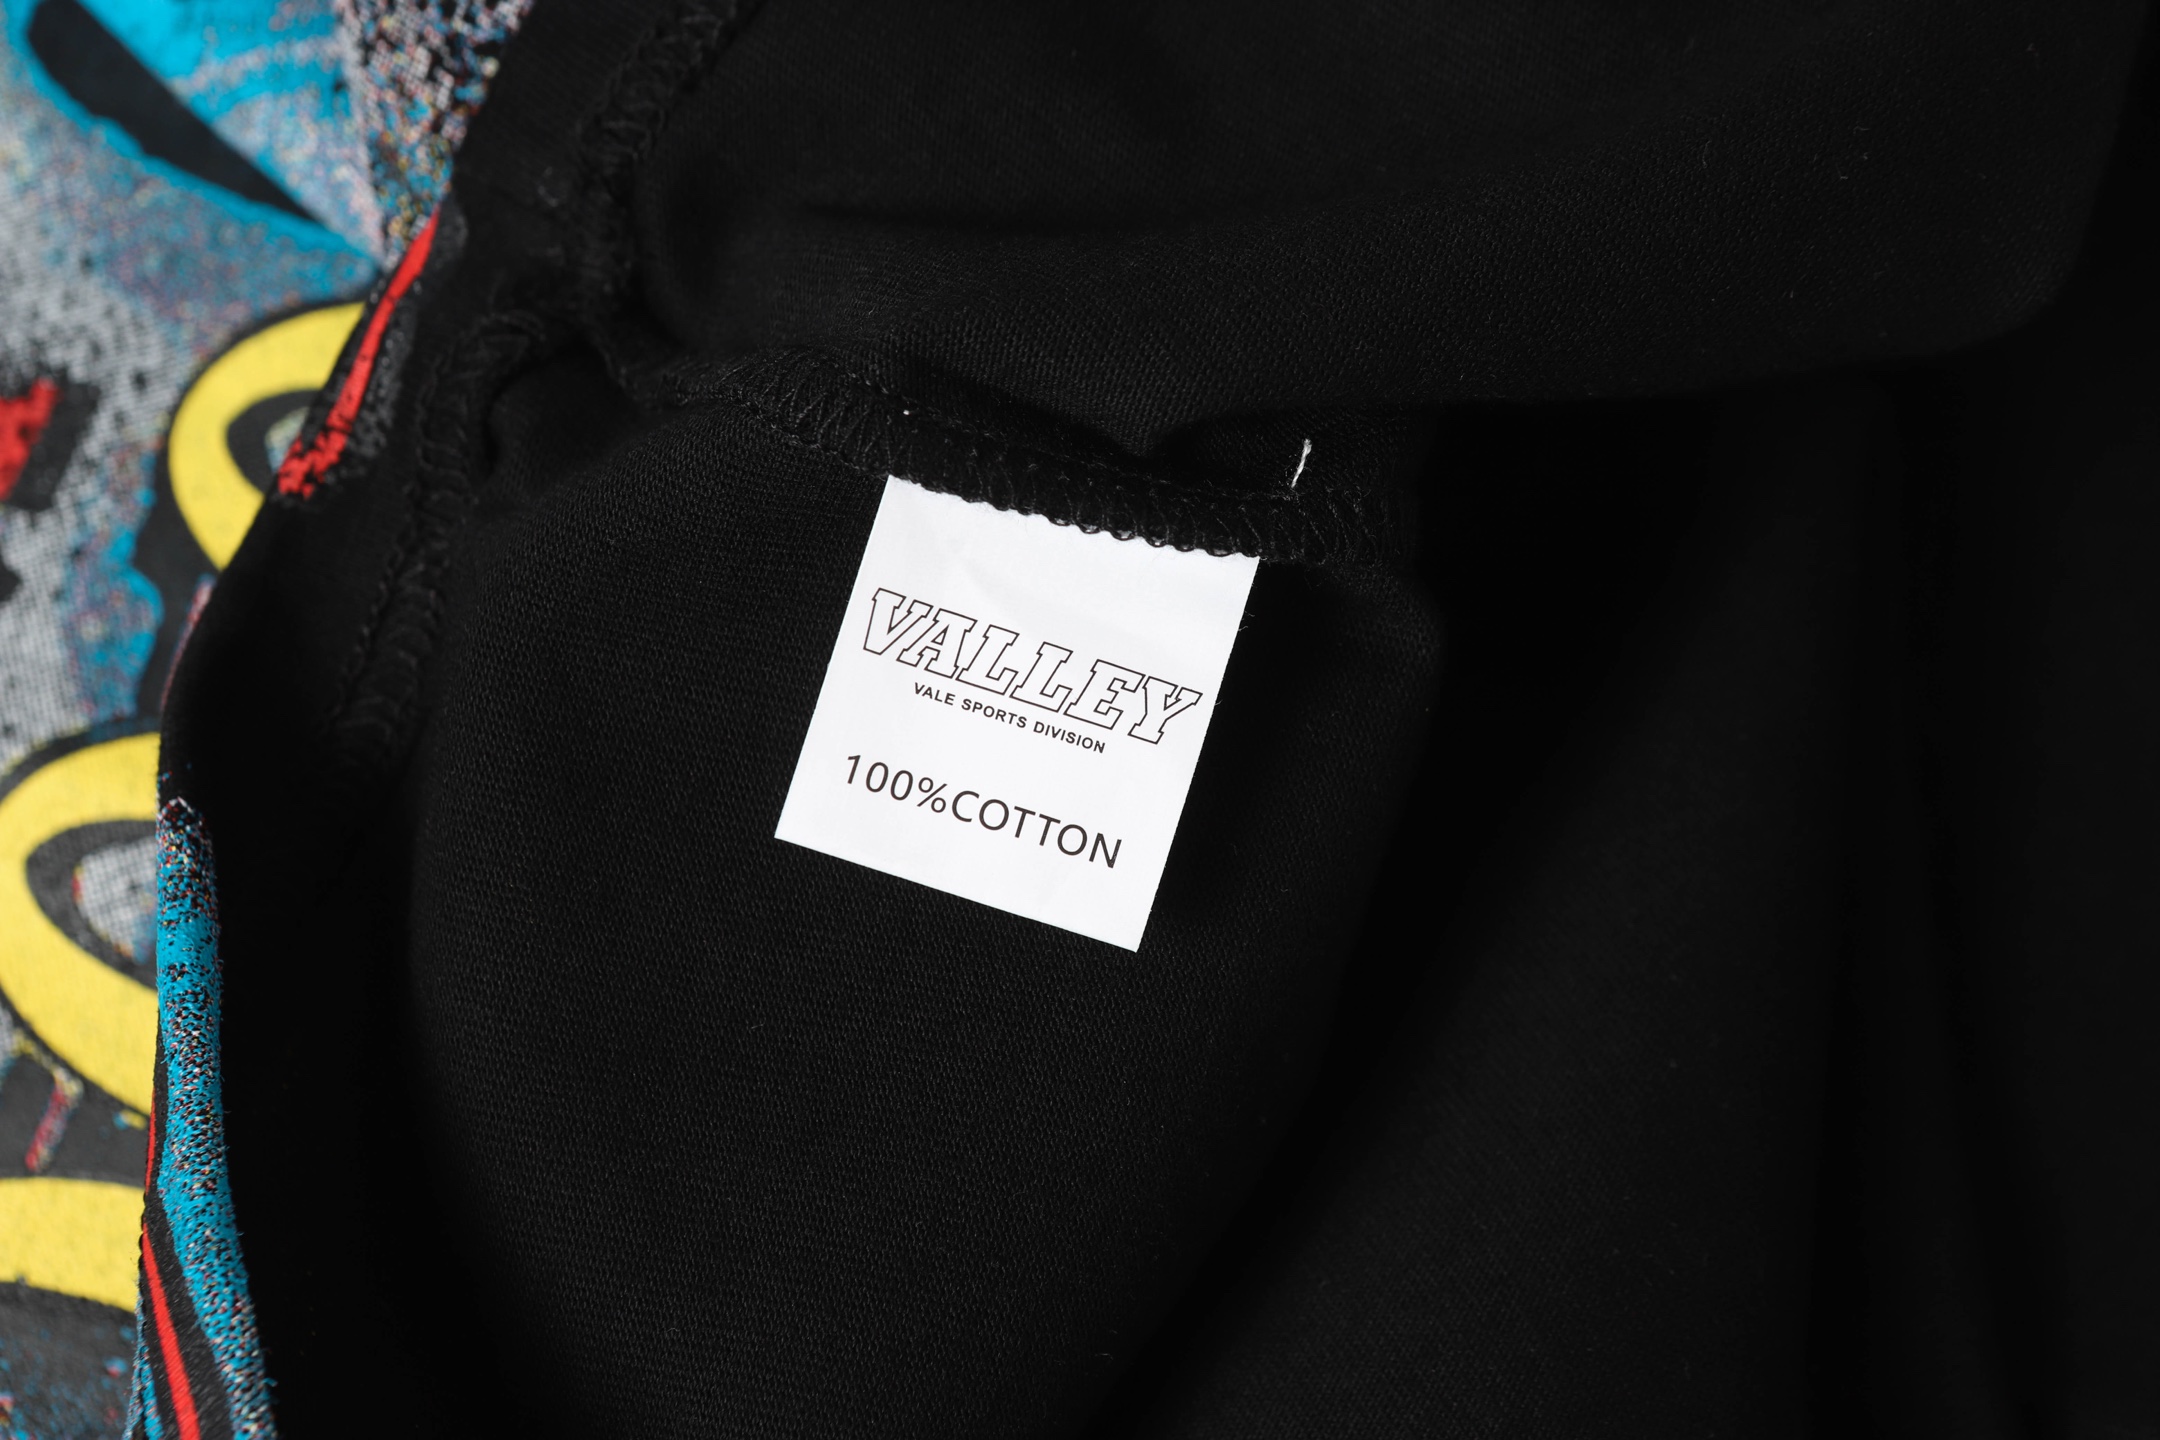 VALLEY
VALE SPORTS DIVISION
100%COTTON